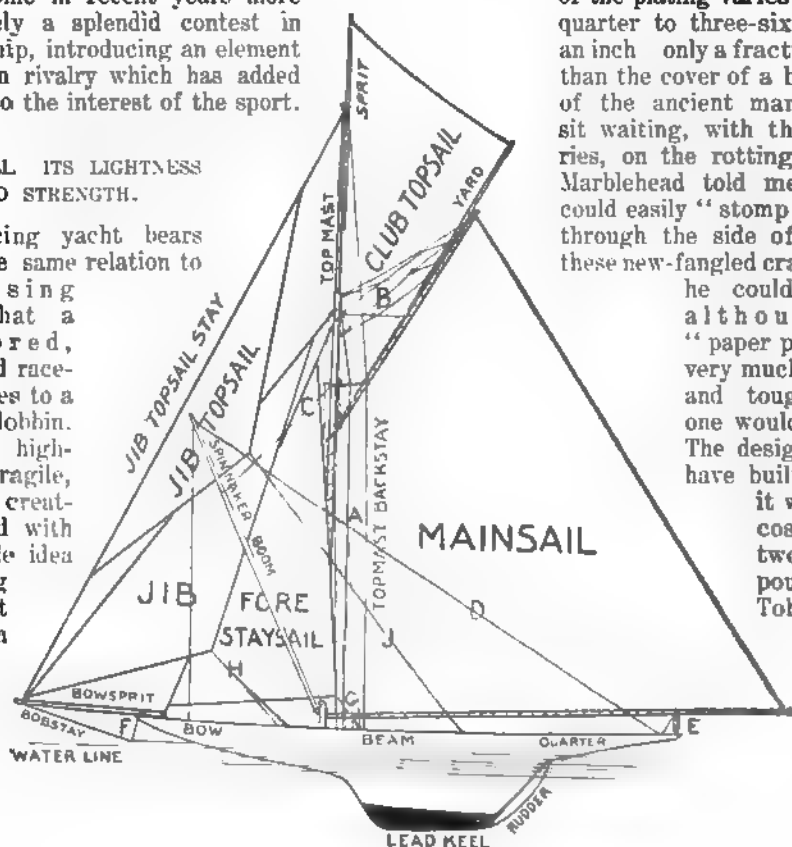 ome in recent years more
ely a splendid contest in
hip, introducing an element
n rivalry which has added
o the interest of the sport.
AL ITS LIGHTNESS
D STRENGTH.
cing yacht bears
e same relation to
sing
hat a
ored,
d race-
es to a
lobbin.
high-
ragile,
creat-
d with
le idea
g
t
n
SPRIT
CLUB TOPSAIL
YARD
TOPMAST
B
JIB TOPSAIL STAY
JIB TOPSAIL
C
SPINNAKER BOOM
A
TOPMAST BACKSTAY
MAINSAIL
JIB
FORE
STAYSAIL
D
J
H
G
BOWSPRIT
BOBSTAY
F
BOW
BEAM
QUARTER
E
WATER LINE
RUDDER
LEAD KEEL
of the plating varies
quarter to three-six
an inch only a fract
than the cover of a b
of the ancient mar
sit waiting, with th
ries, on the rotting
Marblehead told me
could easily "stomp
through the side of
these new-fangled cra
he could
althou
"paper p
very much
and toug
one would
The desig
have buil
it w
cos
twe
pou
Tob